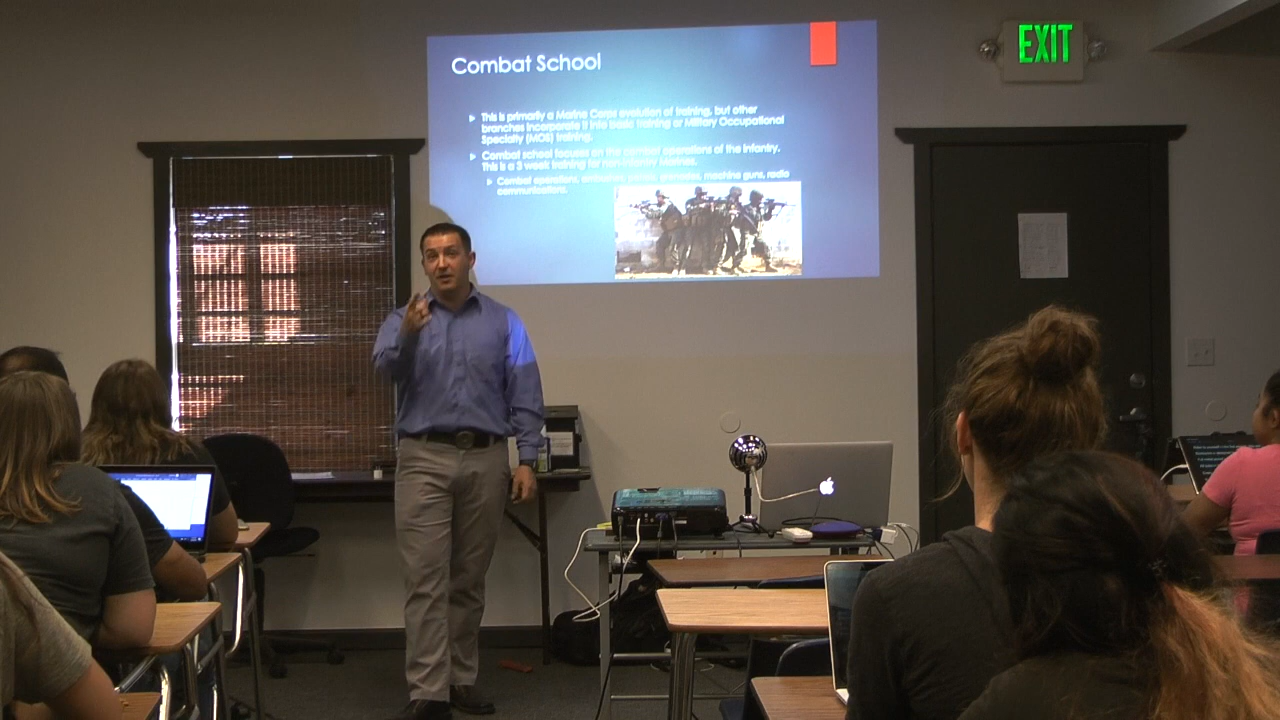 Combat School
EXIT
This is primarily a Marine Corps evolution of training, but other
branches incorporate it into basic training or Military Occupational
Specialty (MOS) training.
Combat school focuses on the combat operations of the infantry.
This is a 3 week training for non-infantry Marines.
Combat operations, grenades, machine guns, radio
communications.